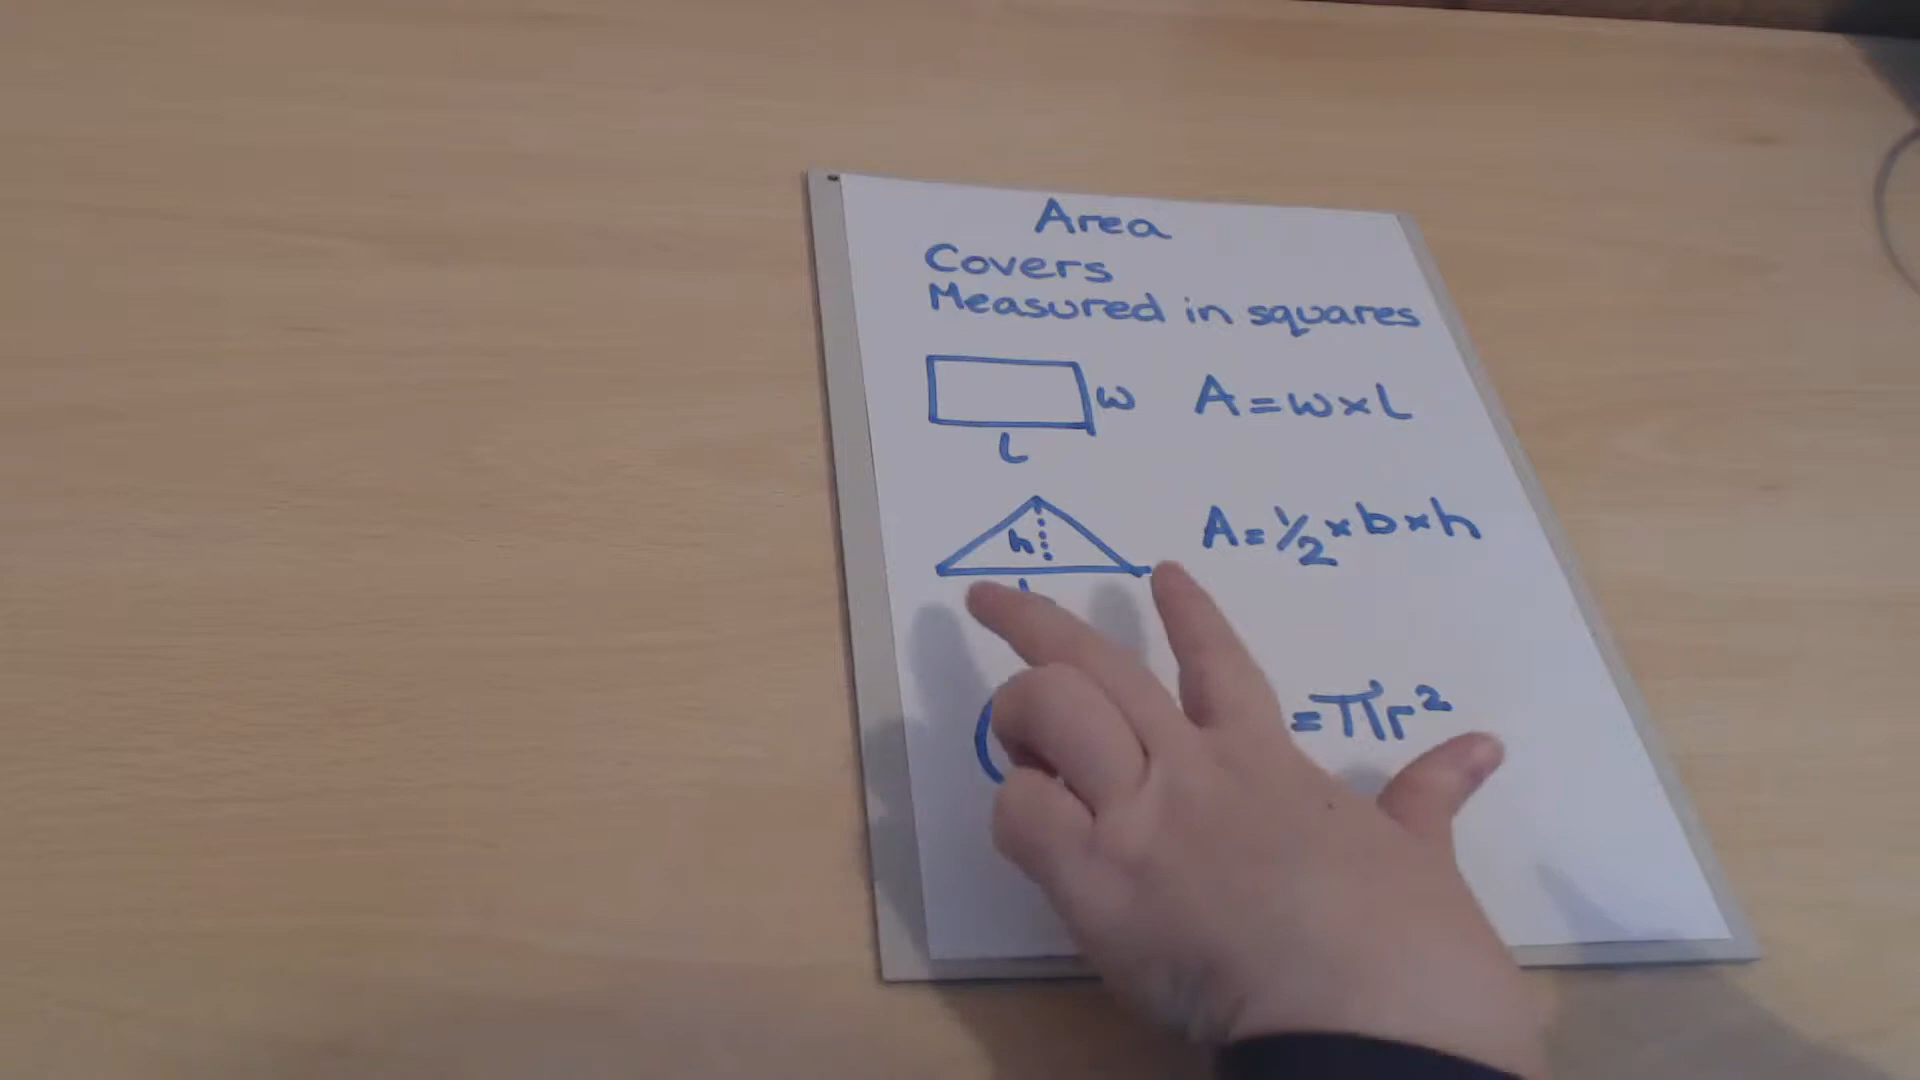 Area
Covers
Measured in squares
w A = w x L
L
h A = 1/2 x b x h
= πr²